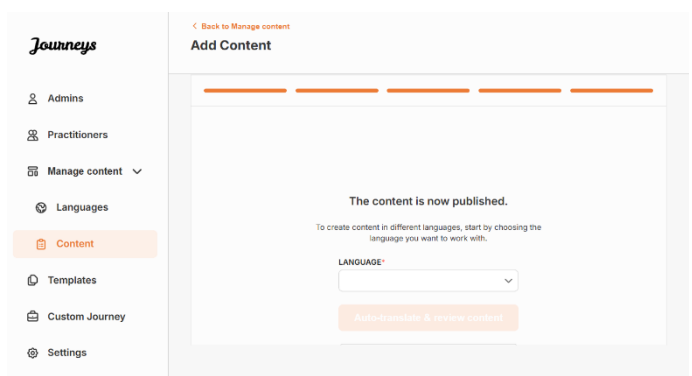 Journeys
Admins
Practitioners
Manage content
Languages
Content
Templates
Custom Journey
Settings
Back to Manage content
Add Content
The content is now published.
To create content in different languages, start by choosing the
language you want to work with.
LANGUAGE*
Auto-translate & review content